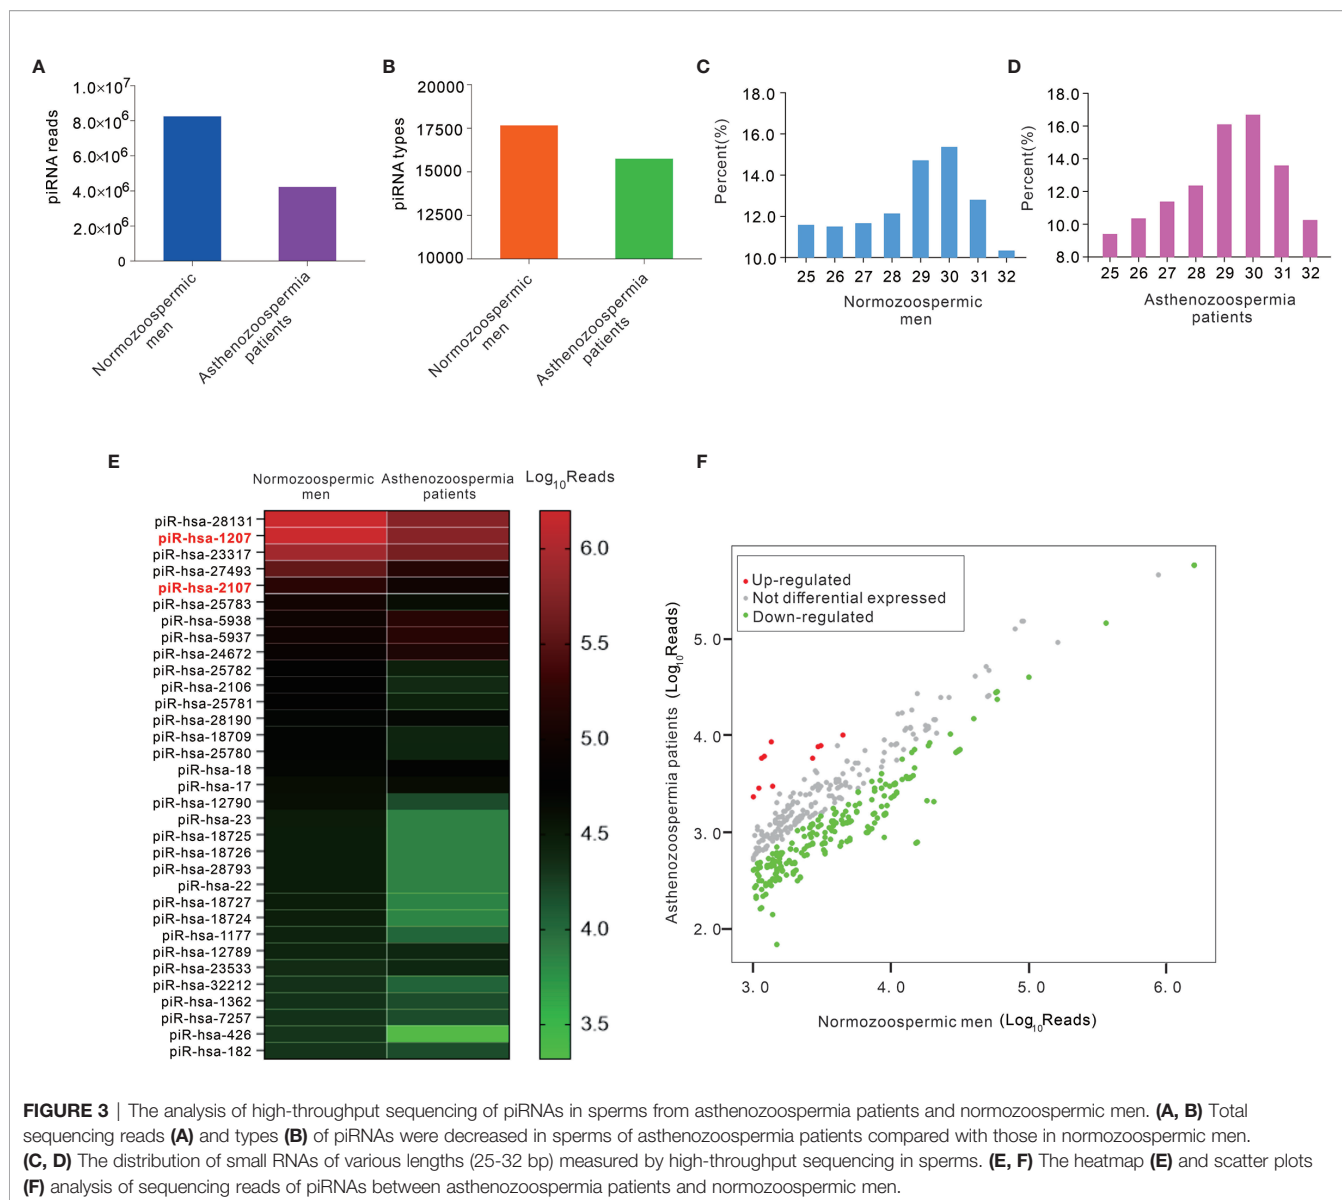 A
piRNA reads
1.0×10⁷
8.0×10⁶
6.0×10⁶
4.0×10⁶
2.0×10⁶
0
Normozoospermic
men
Asthenozoospermia
patients
B
piRNA types
20000
17500
15000
12500
10000
Normozoospermic
men
Asthenozoospermia
patients
C
Percent(%)
18.0
16.0
14.0
12.0
10.0
25 26 27 28 29 30 31 32
Normozoospermic
men
D
Percent(%)
18.0
16.0
14.0
12.0
10.0
8.0
25 26 27 28 29 30 31 32
Asthenozoospermia
patients
E
Normozoospermic
men
Asthenozoospermia
patients
Log₁₀Reads
piR-hsa-28131
piR-hsa-1207
piR-hsa-23317
piR-hsa-27493
piR-hsa-2107
piR-hsa-25783
piR-hsa-5938
piR-hsa-5937
piR-hsa-24672
piR-hsa-25782
piR-hsa-2106
piR-hsa-25781
piR-hsa-28190
piR-hsa-18709
piR-hsa-25780
piR-hsa-18
piR-hsa-17
piR-hsa-12790
piR-hsa-23
piR-hsa-18725
piR-hsa-18726
piR-hsa-28793
piR-hsa-22
piR-hsa-18727
piR-hsa-18724
piR-hsa-1177
piR-hsa-12789
piR-hsa-23533
piR-hsa-32212
piR-hsa-1362
piR-hsa-7257
piR-hsa-426
piR-hsa-182
6.0
5.5
5.0
4.5
4.0
3.5
F
Up-regulated
Not differential expressed
Down-regulated
Asthenozoospermia patients (Log₁₀Reads)
5.0
4.0
3.0
2.0
3.0 4.0 5.0 6.0
Normozoospermic men (Log₁₀Reads)
FIGURE 3 | The analysis of high-throughput sequencing of piRNAs in sperms from asthenozoospermia patients and normozoospermic men. (A, B) Total
sequencing reads (A) and types (B) of piRNAs were decreased in sperms of asthenozoospermia patients compared with those in normozoospermic men.
(C, D) The distribution of small RNAs of various lengths (25-32 bp) measured by high-throughput sequencing in sperms. (E, F) The heatmap (E) and scatter plots
(F) analysis of sequencing reads of piRNAs between asthenozoospermia patients and normozoospermic men.